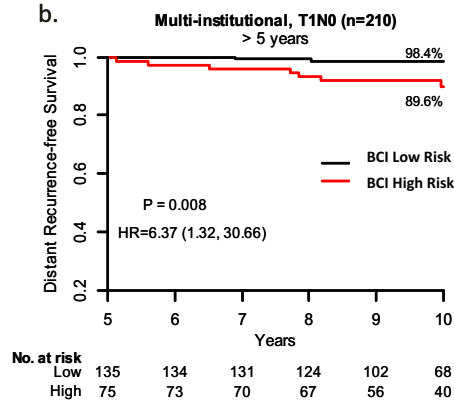 b.
Multi-institutional, T1N0 (n=210)
> 5 years
Distant Recurrence-free Survival
1.0
0.8
0.6
0.4
0.2
98.4%
89.6%
BCI Low Risk
BCI High Risk
P = 0.008
HR=6.37 (1.32, 30.66)
5 6 7 8 9 10
Years
No. at risk
Low 135 134 131 124 102 68
High 75 73 70 67 56 40